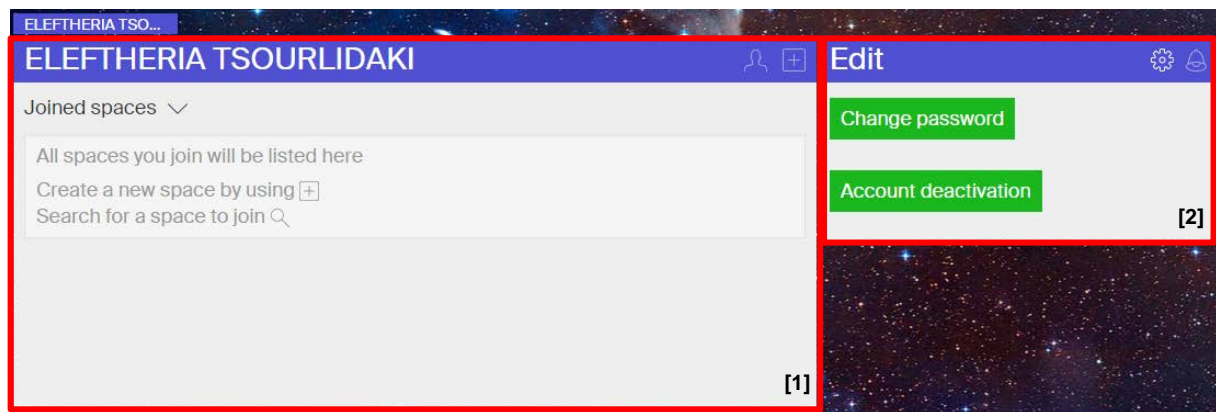 ELEFTHERIA TSO...
ELEFTHERIA TSOURLIDAKI
Joined spaces
All spaces you join will be listed here
Create a new space by using
Search for a space to join
[1]
Edit
Change password
Account deactivation
[2]